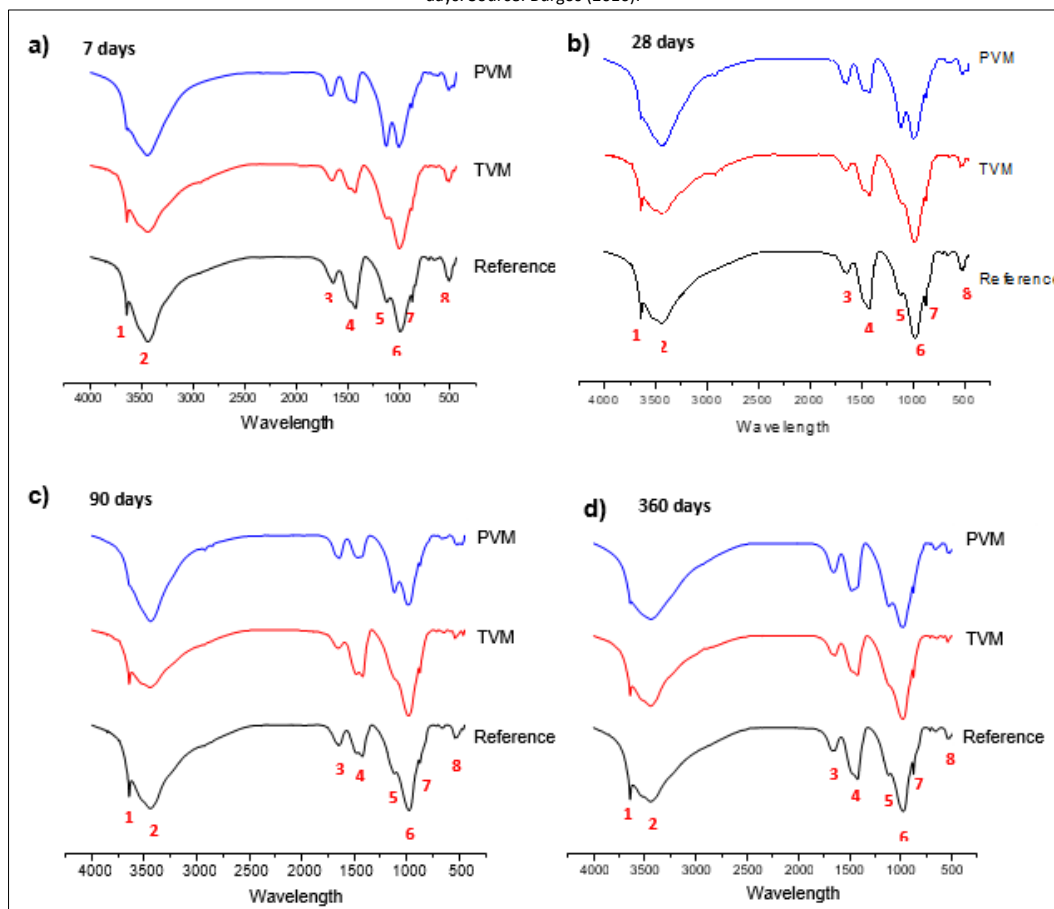 days. Source: Burgos (2016).
a) 7 days
PVM
TVM
Reference
1 2 3 4 5 6 7 8
4000 3500 3000 2500 2000 1500 1000 500
Wavelength
b) 28 days
PVM
TVM
Reference
1 2 3 4 5 6 7 8
4000 3500 3000 2500 2000 1500 1000 500
Wavelength
c) 90 days
PVM
TVM
Reference
1 2 3 4 5 6 7 8
4000 3500 3000 2500 2000 1500 1000 500
Wavelength
d) 360 days
PVM
TVM
Reference
1 2 3 4 5 6 7 8
4000 3500 3000 2500 2000 1500 1000 500
Wavelength